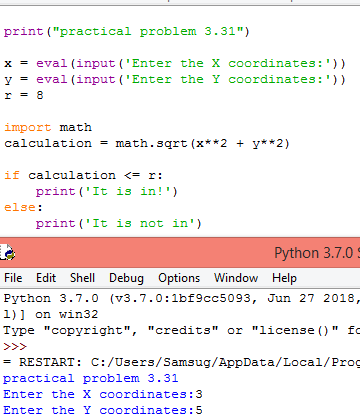 print("practical problem 3.31")
x = eval(input('Enter the X coordinates:'))
y = eval(input('Enter the Y coordinates:'))
r = 8
import math
calculation = math.sqrt(x**2 + y**2)
if calculation <= r:
    print('It is in!')
else:
    print('It is not in')
Python 3.7.0
File Edit Shell Debug Options Window Help
Python 3.7.0 (v3.7.0:1bf9cc5093, Jun 27 2018,
l)] on win32
Type "copyright", "credits" or "license()" fo
>>>
= RESTART: C:/Users/Samsug/AppData/Local/Prog
practical problem 3.31
Enter the X coordinates:3
Enter the Y coordinates:5